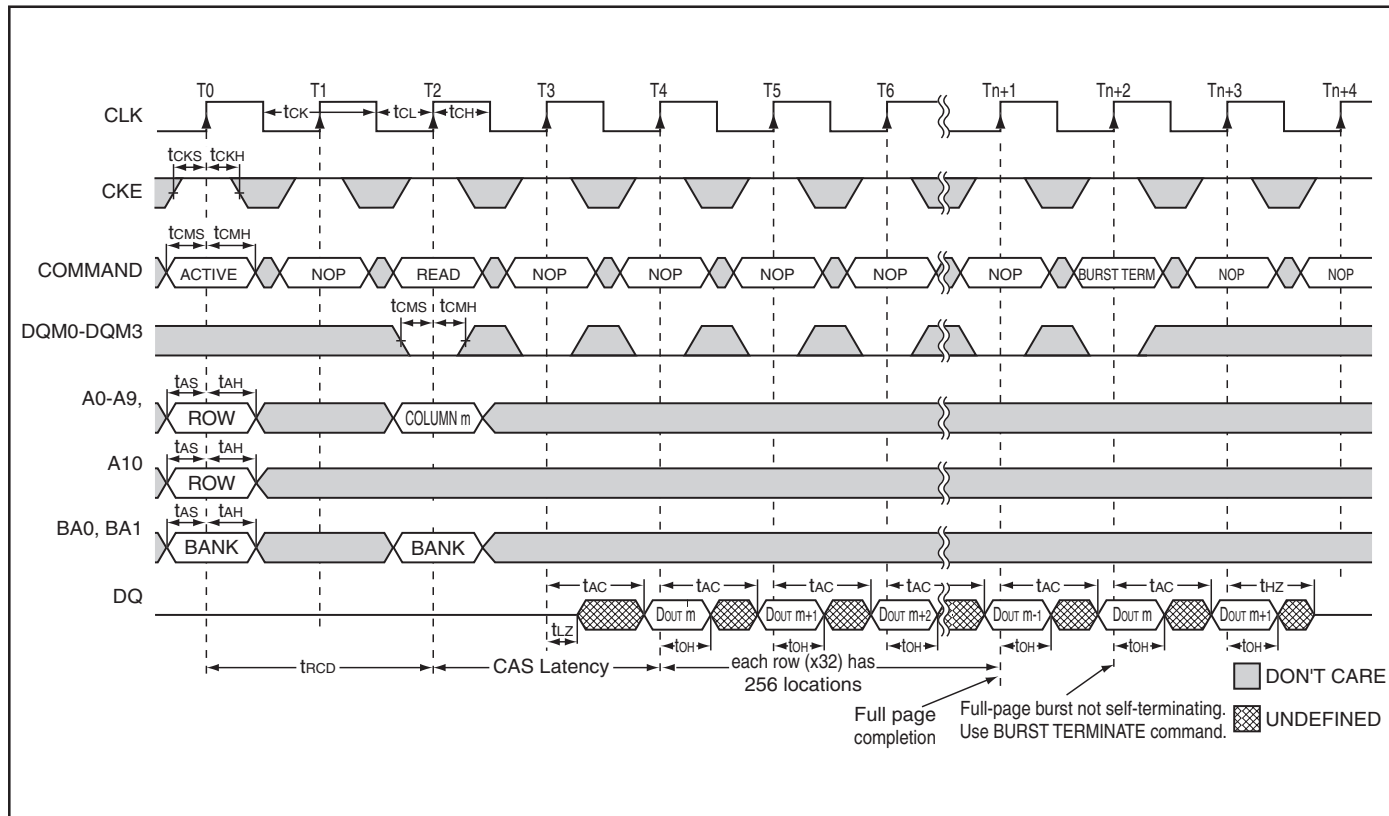 T0 T1 T2 T3 T4 T5 T6 Tn+1 Tn+2 Tn+3 Tn+4
CLK
tCK tCL tCH
tCKS tCKH
CKE
tCMS tCMH
COMMAND ACTIVE NOP READ NOP NOP NOP NOP NOP BURST TERM NOP NOP
tCMS tCMH
DQM0-DQM3
tAS tAH
A0-A9, ROW COLUMN m
tAS tAH
A10 ROW
tAS tAH
BA0, BA1 BANK BANK
tAC tAC tAC tAC tAC tAC tHZ
DQ DOUT m DOUT m+1 DOUT m+2 DOUT m-1 DOUT m DOUT m+1
tLZ tOH tOH tOH tOH tOH tOH
tRCD CAS Latency each row (x32) has
256 locations
DON'T CARE
Full page
completion
Full-page burst not self-terminating.
Use BURST TERMINATE command.
UNDEFINED